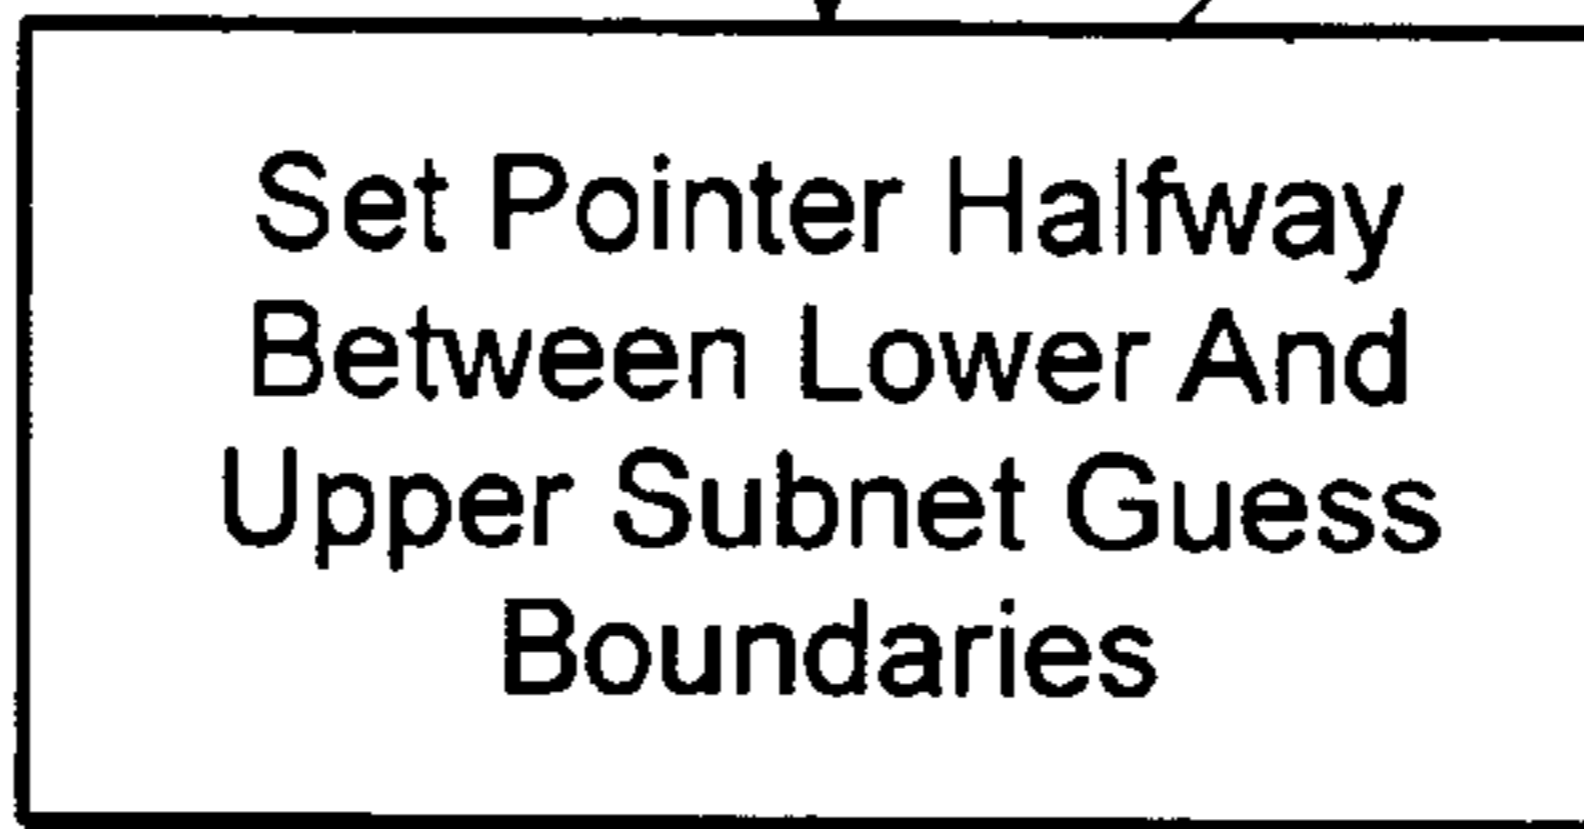 Set Pointer Halfway
Between Lower And
Upper Subnet Guess
Boundaries